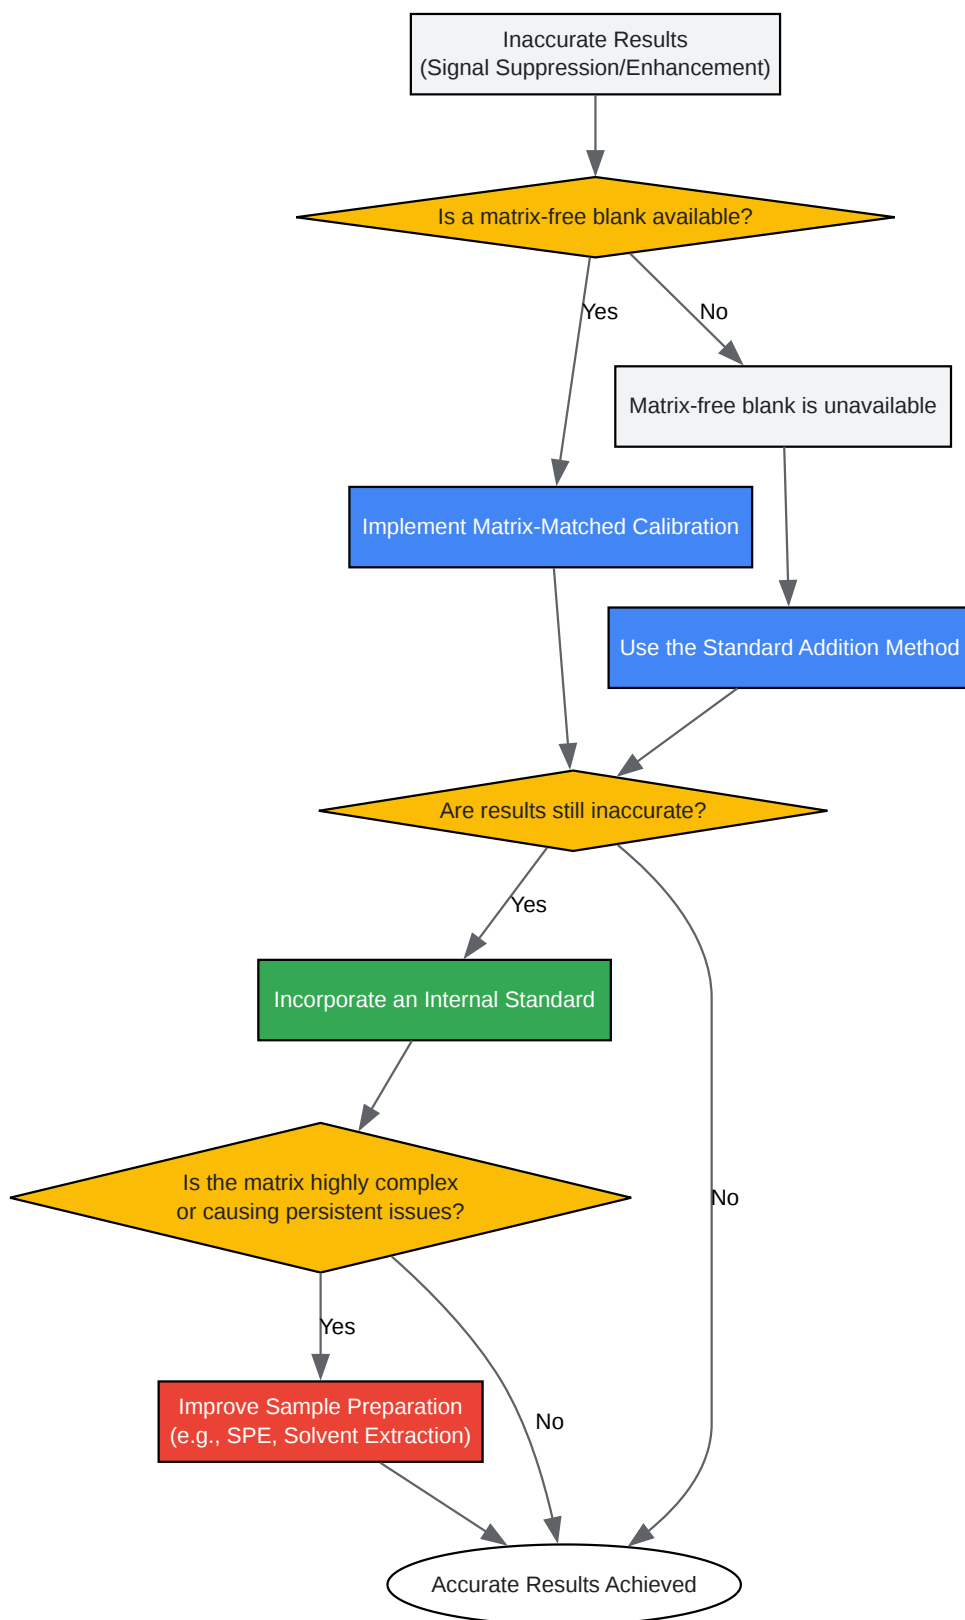 Inaccurate Results
(Signal Suppression/Enhancement)
Is a matrix-free blank available?
Yes
No
Matrix-free blank is unavailable
Implement Matrix-Matched Calibration
Use the Standard Addition Method
Are results still inaccurate?
Yes
Incorporate an Internal Standard
Is the matrix highly complex
or causing persistent issues?
No
Yes
Improve Sample Preparation
(e.g., SPE, Solvent Extraction)
No
Accurate Results Achieved